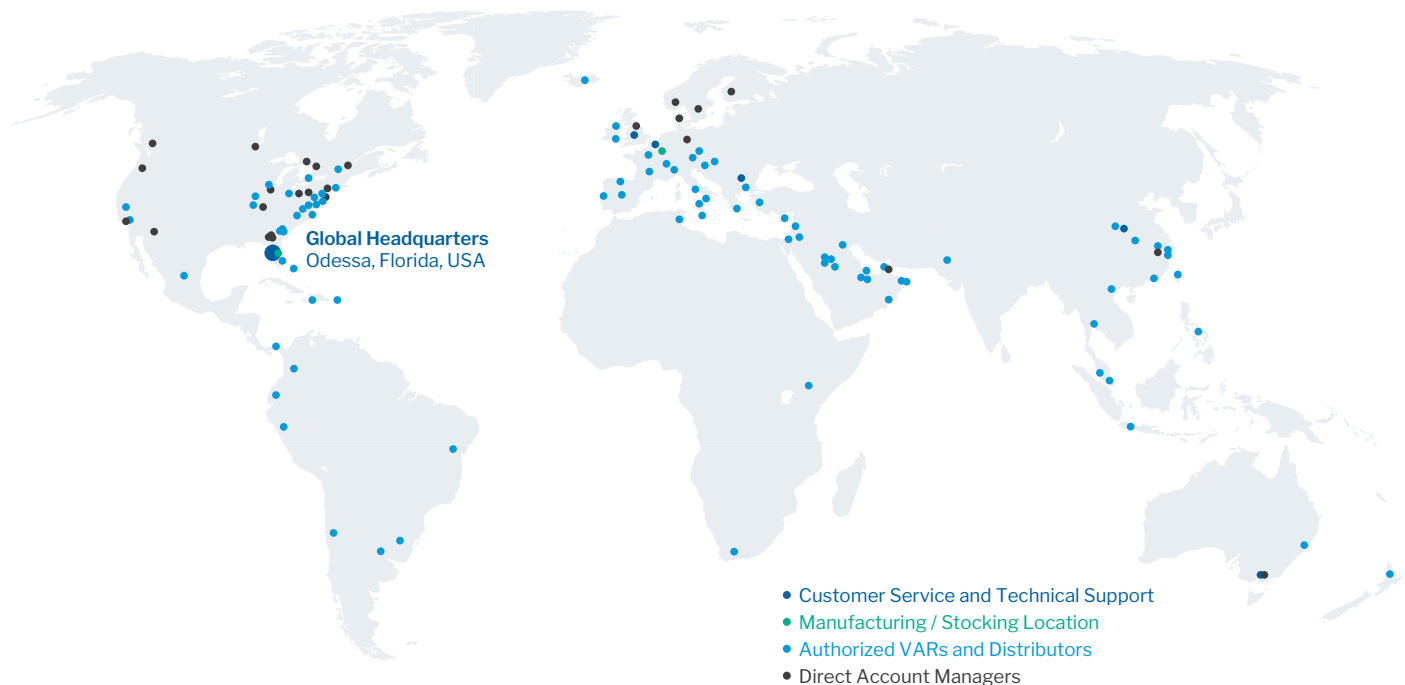 Global Headquarters
Odessa, Florida, USA
Customer Service and Technical Support
Manufacturing / Stocking Location
Authorized VARs and Distributors
Direct Account Managers